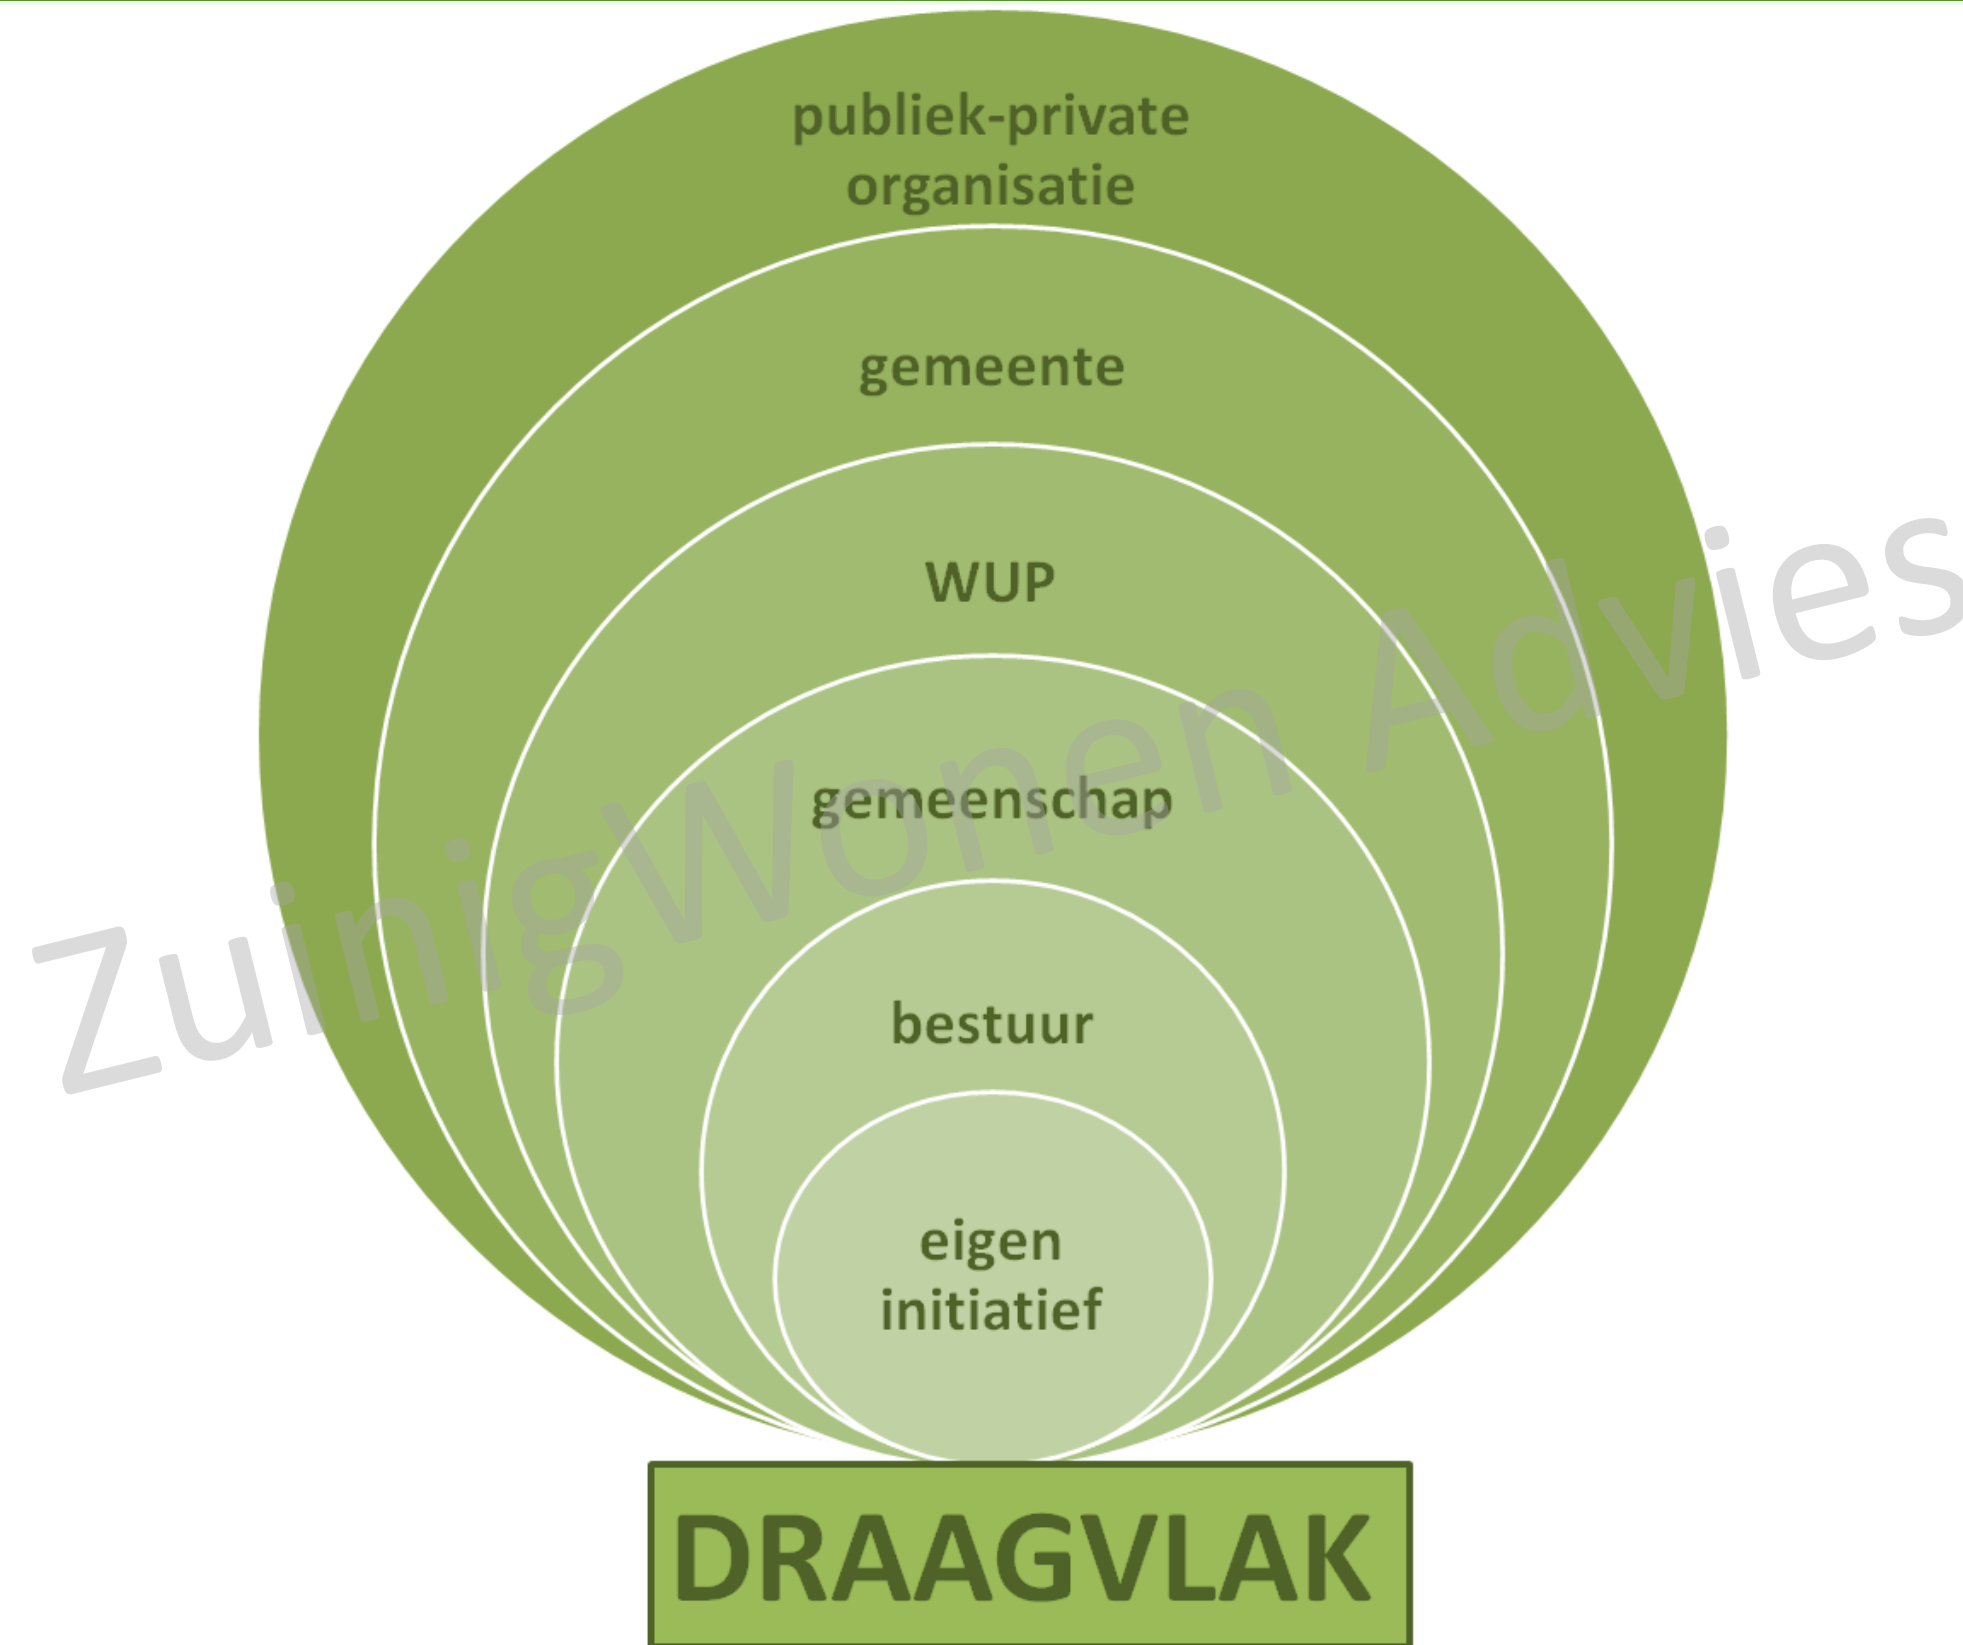 publiek-private
organisatie
gemeente
WUP
gemeenschap
bestuur
eigen
initiatief
DRAAGVLAK
ZuinigWonen Advies